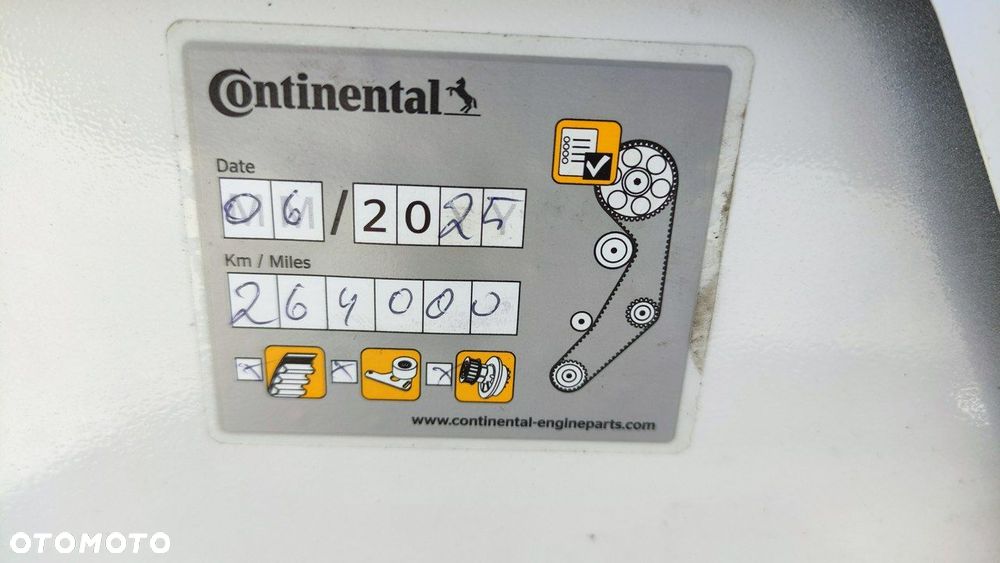 Continental
Date
06/2025
Km / Miles
264000
x x x
www.continental-engineparts.com
OTOMOTO